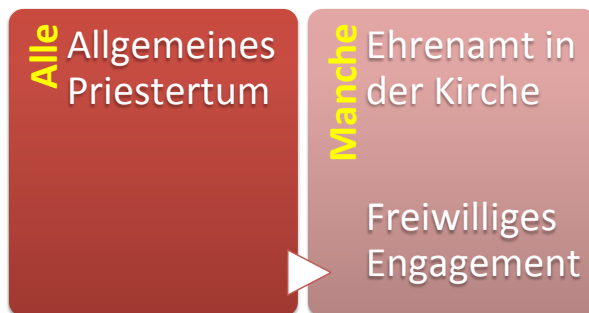 Alle
Allgemeines
Priestertum
Manche
Ehrenamt in
der Kirche
Freiwilliges
Engagement